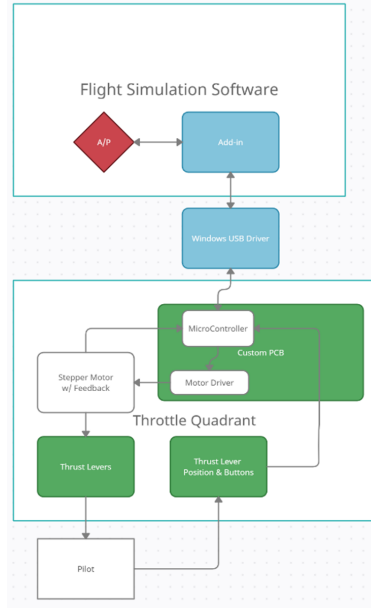 Flight Simulation Software
A/P
Add-in
Windows USB Driver
MicroController
Custom PCB
Stepper Motor
w/ Feedback
Motor Driver
Throttle Quadrant
Thrust Levers
Thrust Lever
Position & Buttons
Pilot